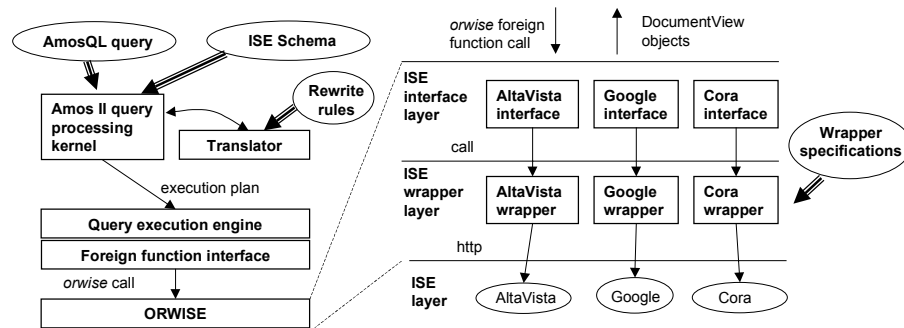 AmosQL query
ISE Schema
Amos II query
processing
kernel
Rewrite
rules
Translator
execution plan
Query execution engine
Foreign function interface
orwise call
ORWISE
orwise foreign
function call
DocumentView
objects
ISE
interface
layer
AltaVista
interface
Google
interface
Cora
interface
call
Wrapper
specifications
ISE
wrapper
layer
AltaVista
wrapper
Google
wrapper
Cora
wrapper
http
ISE
layer
AltaVista
Google
Cora